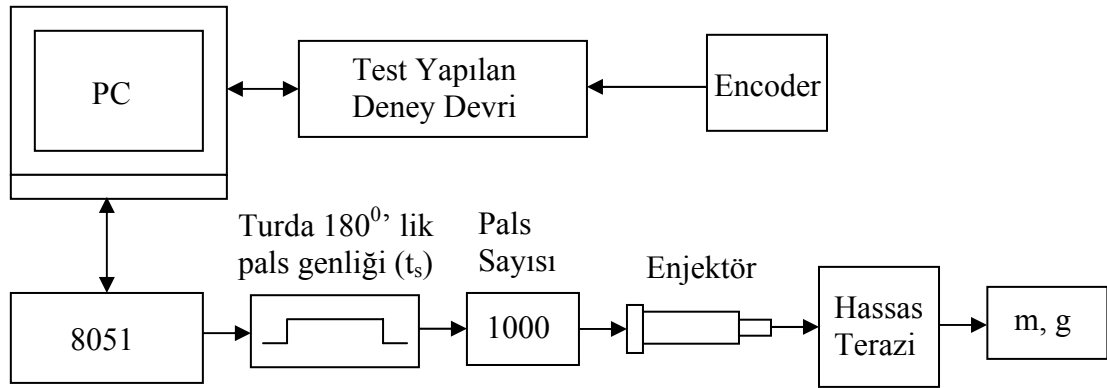 PC
Test Yapılan
Deney Devri
Encoder
Turda 180⁰’ lik
pals genliği (tₛ)
Pals
Sayısı
Enjektör
8051
1000
Hassas
Terazi
m, g